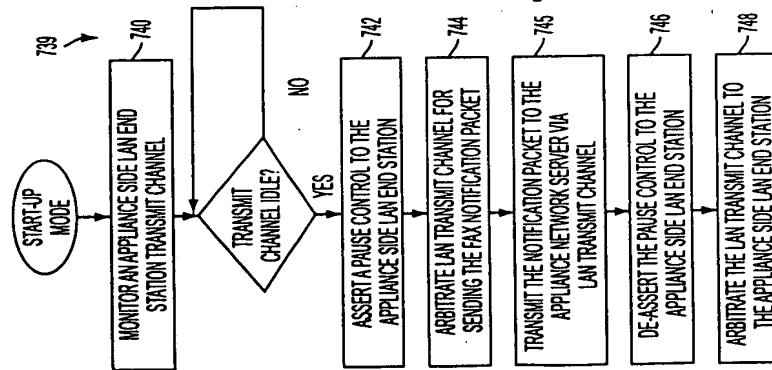 739
START-UP
MODE
740
MONITOR AN APPLIANCE SIDE LAN END
STATION TRANSMIT CHANNEL
TRANSMIT
CHANNEL IDLE?
NO
YES
742
ASSERT A PAUSE CONTROL TO THE
APPLIANCE SIDE LAN END STATION
744
ARBITRATE LAN TRANSMIT CHANNEL FOR
SENDING THE FAX NOTIFICATION PACKET
745
TRANSMIT THE NOTIFICATION PACKET TO THE
APPLIANCE NETWORK SERVER VIA
LAN TRANSMIT CHANNEL
746
DE-ASSERT THE PAUSE CONTROL TO THE
APPLIANCE SIDE LAN END STATION
748
ARBITRATE THE LAN TRANSMIT CHANNEL TO
THE APPLIANCE SIDE LAN END STATION